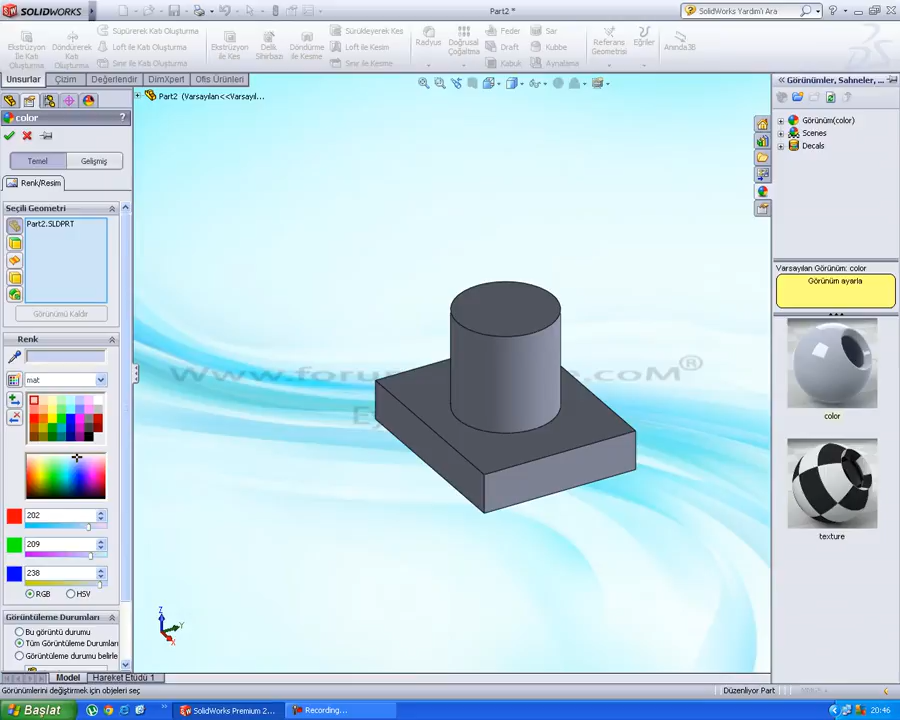 SOLIDWORKS
Part2 *
SolidWorks Yardım'ı Ara
Ekstrüzyon İle Katı Oluşturma
Döndürerek Katı Oluşturma
Süpürerek Katı Oluşturma
Loft ile Katı Oluşturma
Sınır ile Katı Oluşturma
Ekstrüzyon ile Kes
Delik Sihirbazı
Döndürme ile Kes
Sürükleyerek Kes
Loft ile Kesim
Sınır ile Kesme
Radyus
Doğrusal Çoğaltma
Feder
Draft
Kabuk
Sar
Kubbe
Aynalama
Referans Geometrisi
Eğriler
Anında3B
Unsurlar
Çizim
Değerlendir
DimXpert
Ofis Ürünleri
Part2 (Varsayılan<<Varsayıl...
Görünümler, Sahneler, ...
color
?
Temel
Gelişmiş
Renk/Resim
Seçili Geometri
Part2.SLDPRT
Görünümü Kaldır
Renk
mat
202
209
238
RGB
HSV
Görüntüleme Durumları
Bu görüntü durumu
Tüm Görüntüleme Durumları
Görüntüleme durumu belirle
Görünüm(color)
Scenes
Decals
Varsayılan Görünüm: color
Görünüm ayarla
color
texture
Z
Y
X
Model
Hareket Etüdü 1
Görünümlerini değiştirmek için objeleri seç
Düzenliyor Part
Başlat
SolidWorks Premium 2...
Recording...
20:46